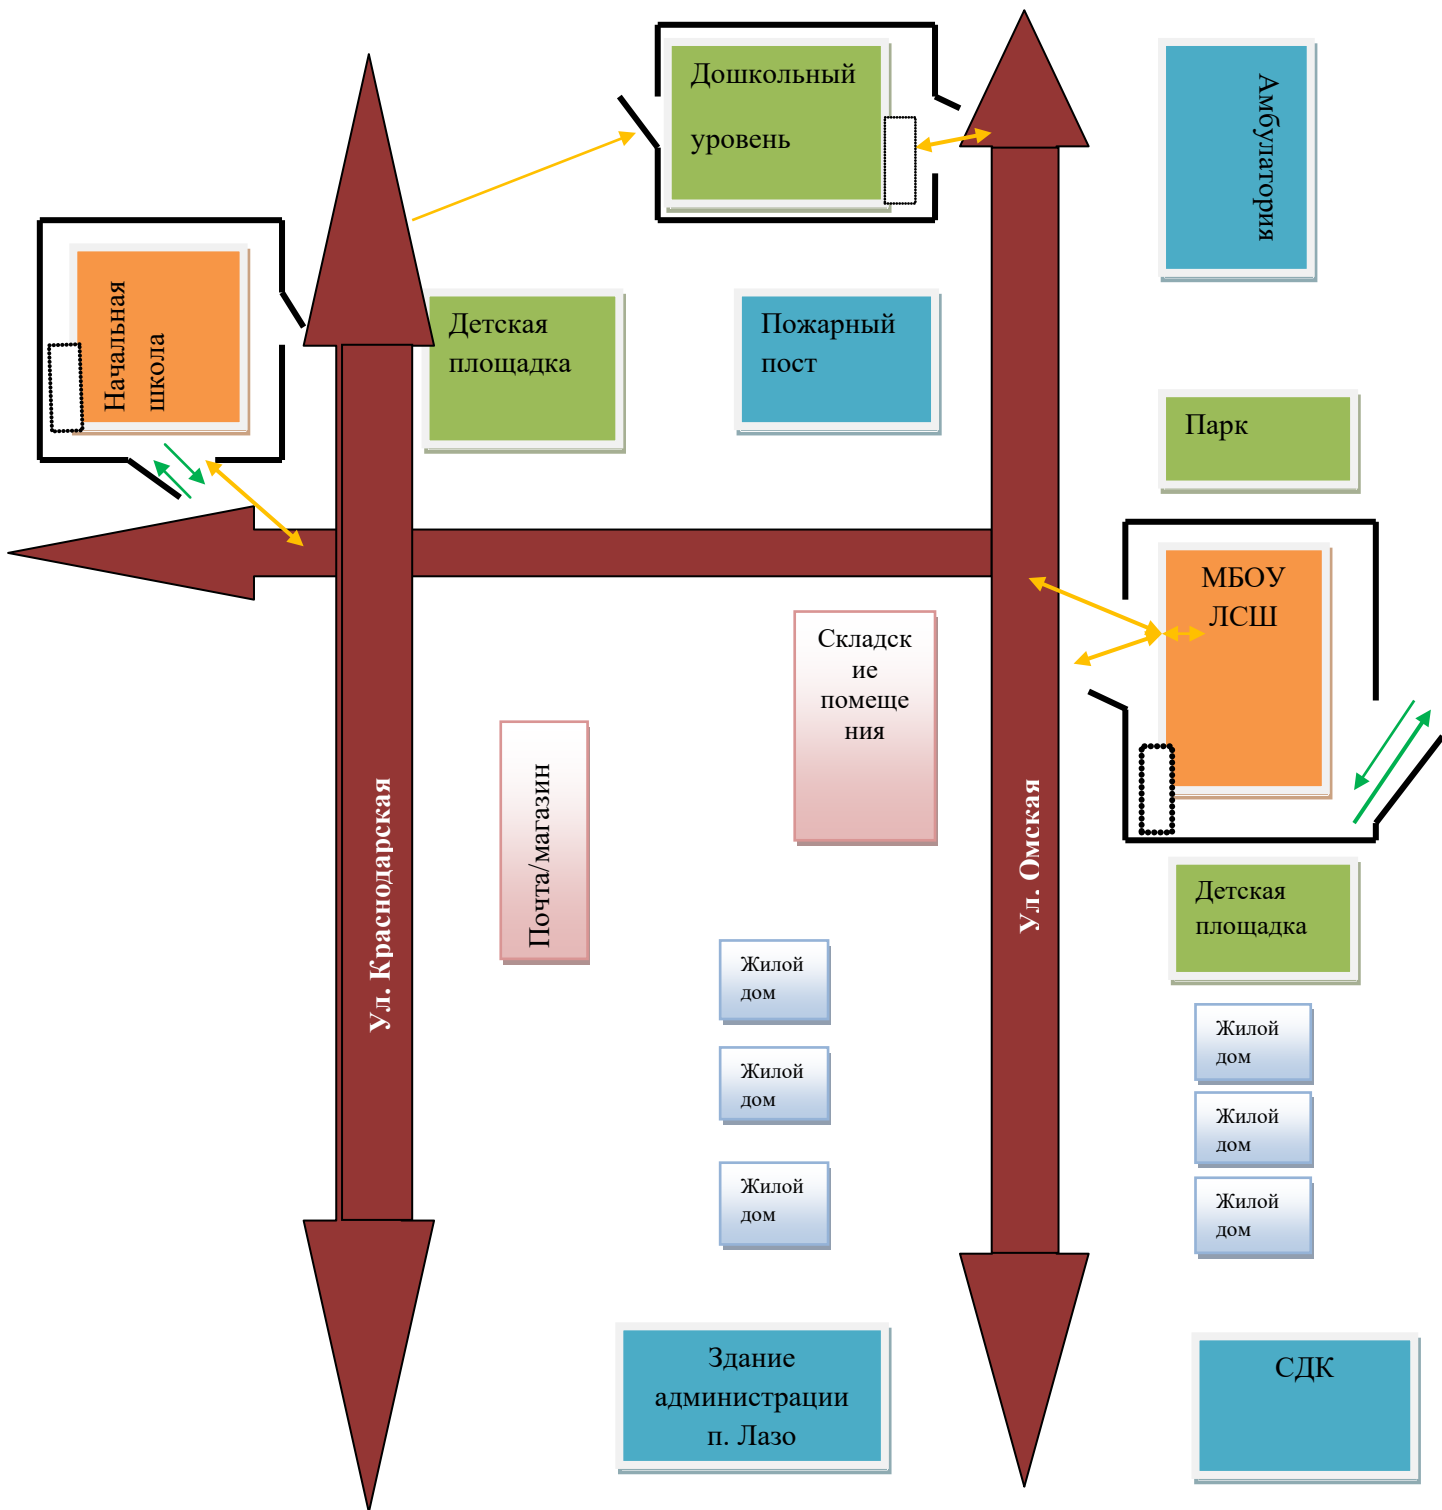 Дошкольный
уровень
Амбулатория
Начальная
школа
Детская
площадка
Пожарный
пост
Парк
МБОУ
ЛСШ
Складск
ие
помеще
ния
Почта/магазин
Ул. Краснодарская
Ул. Омская
Детская
площадка
Жилой
дом
Жилой
дом
Жилой
дом
Жилой
дом
Жилой
дом
Жилой
дом
Здание
администрации
п. Лазо
СДК